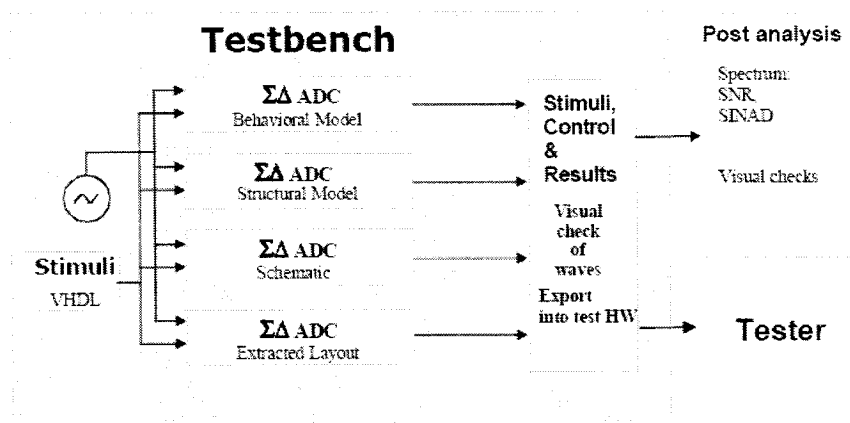 Testbench
Post analysis
ΣΔ ADC
Behavioral Model
ΣΔ ADC
Structural Model
ΣΔ ADC
Schematic
ΣΔ ADC
Extracted Layout
Stimuli
VHDL
Stimuli,
Control
&
Results
Visual
check
of
waves
Export
into test HW
Spectrum:
SNR,
SINAD
Visual checks
Tester